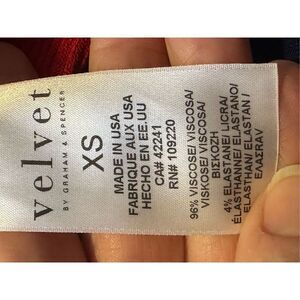 velvet
BY GRAHAM & SPENCER
XS
MADE IN USA
FABRIQUE AUX USA
HECHO EN EE.UU
CA# 42241
RN# 109220
96% VISCOSE/ VISCOSA/
VISKOSE/ VISCOSA/
ΒΙΕΚΟΖΗ
4% ELASTANE LICRA/
ÉLASTHANNE/ELASTANO/
ELASTHAN/ ELASTAN /
ΕΛΑΣΤΑΝ